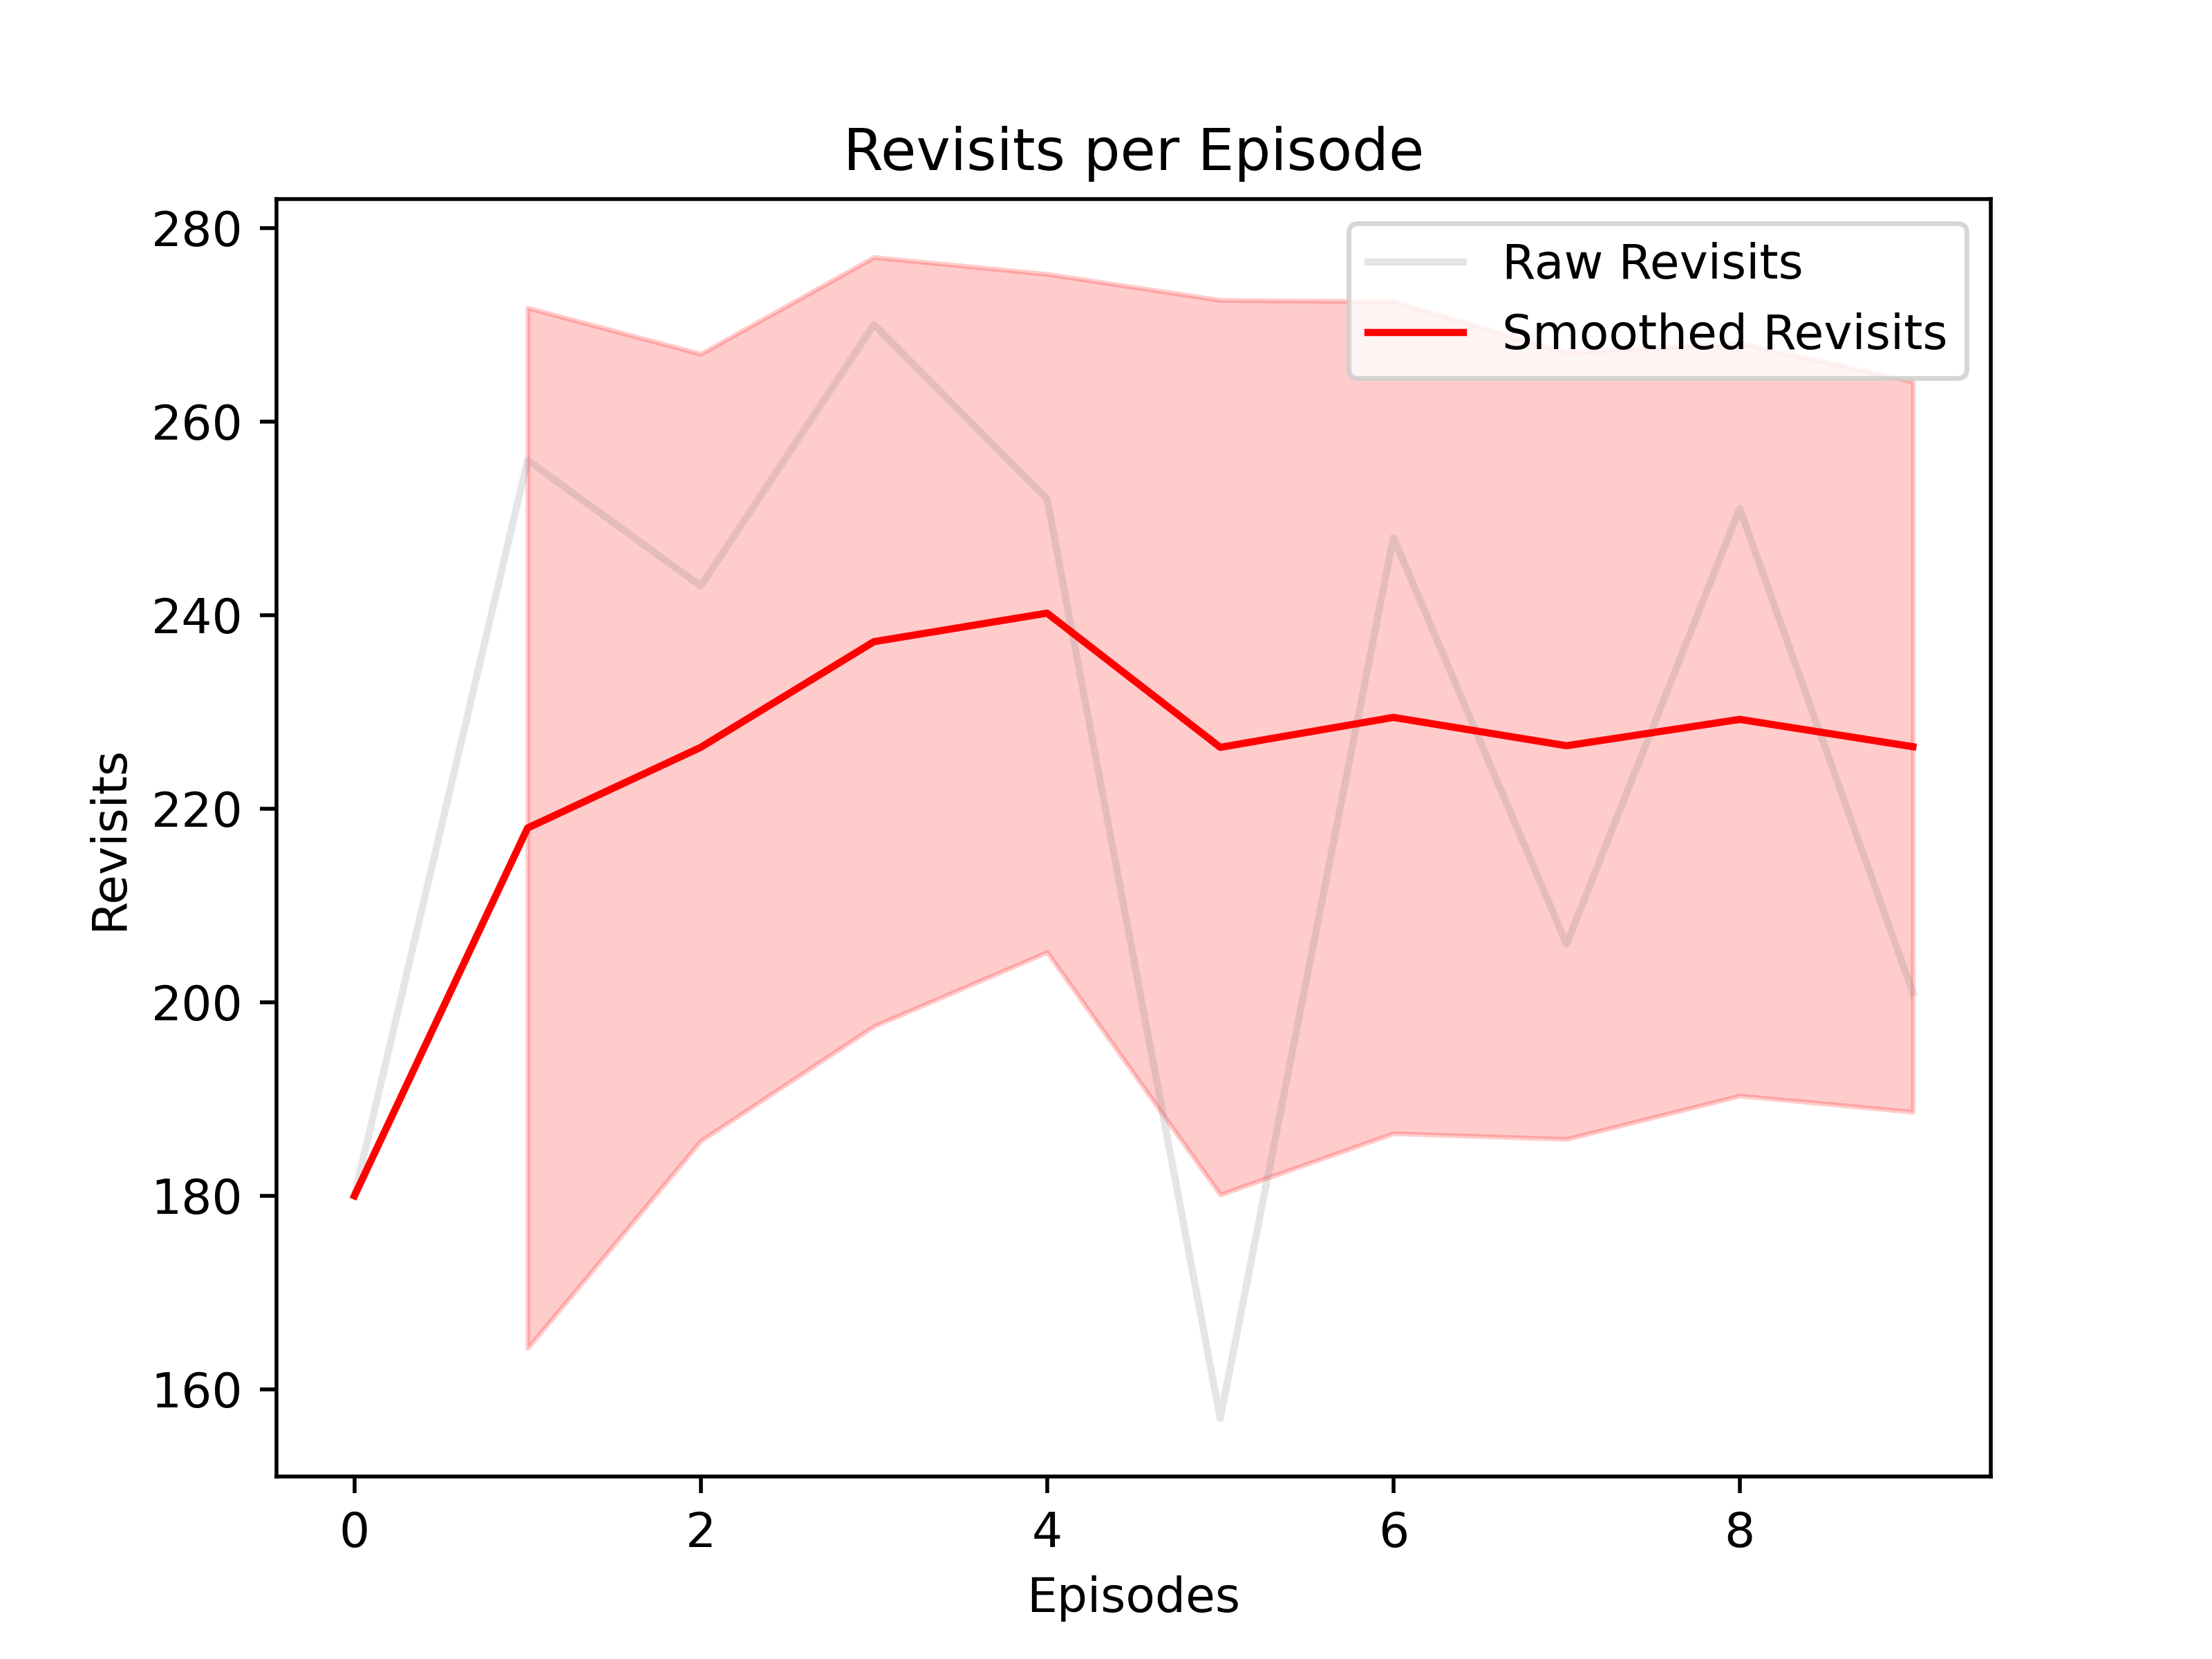 Revisits per Episode
Raw Revisits
Smoothed Revisits
280
260
240
220
200
180
160
Revisits
0 2 4 6 8
Episodes